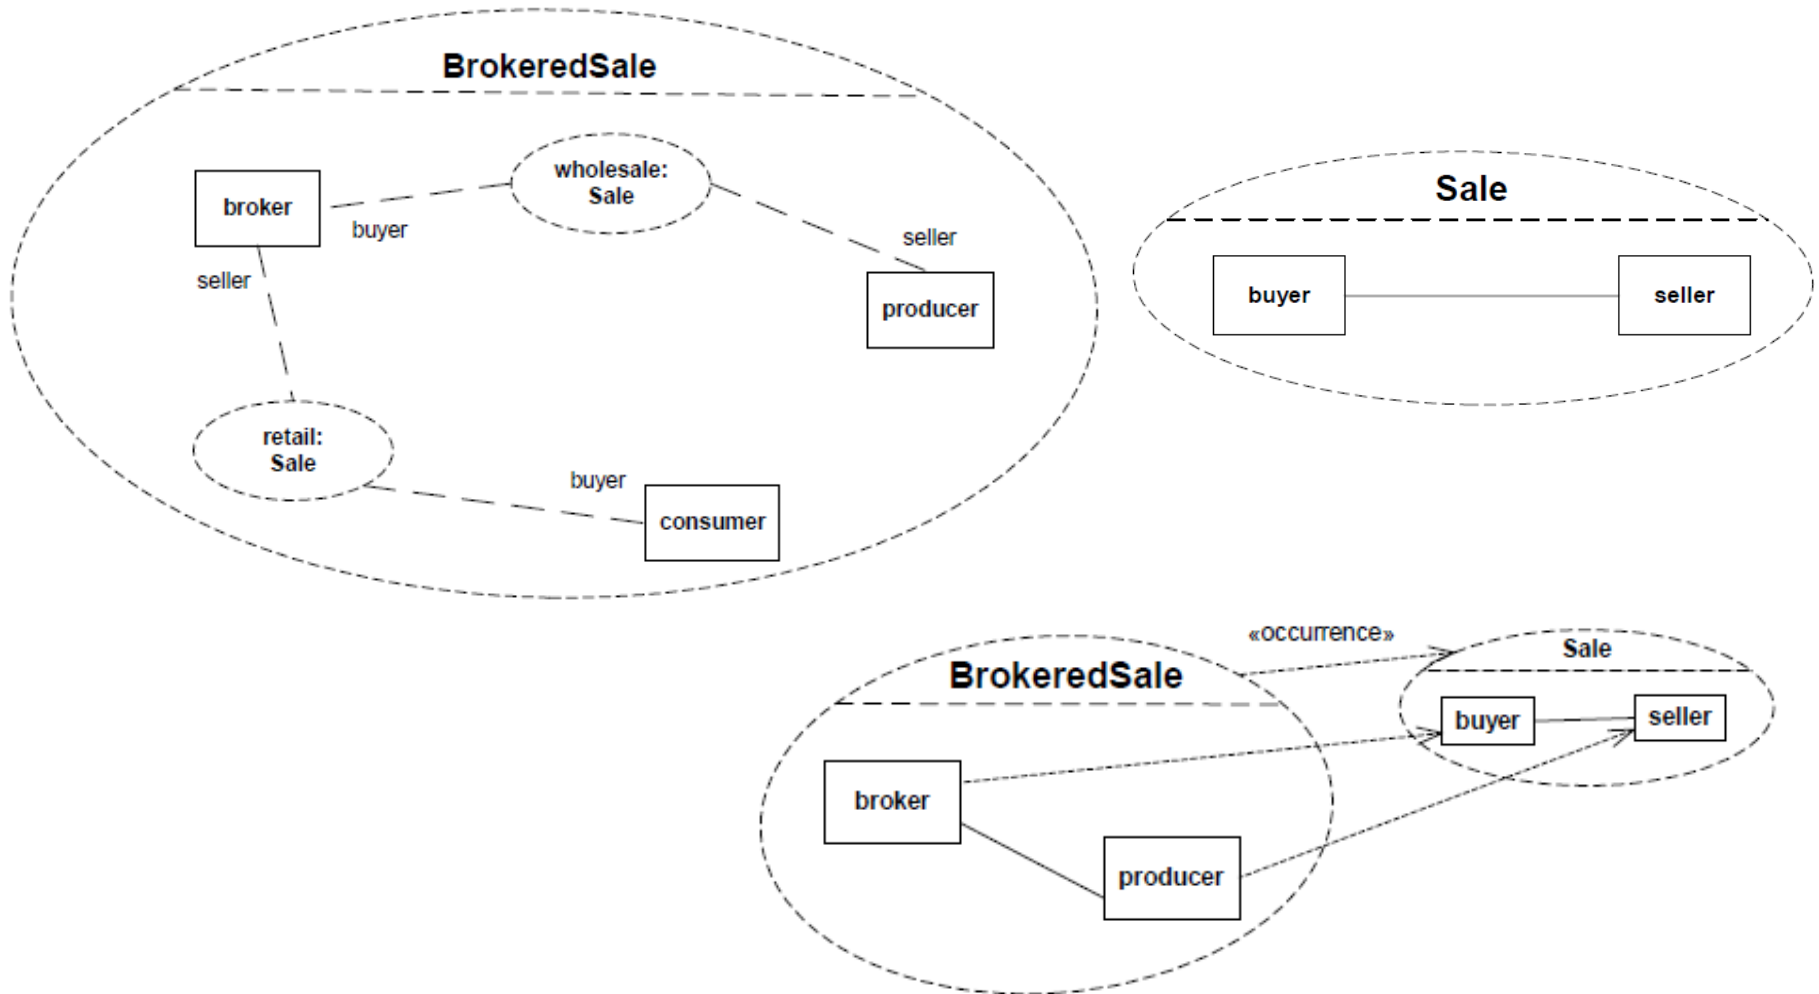 BrokeredSale
wholesale:
Sale
broker
buyer
seller
seller
producer
retail:
Sale
buyer
consumer
Sale
buyer
seller
«occurrence»
BrokeredSale
Sale
buyer
seller
broker
producer